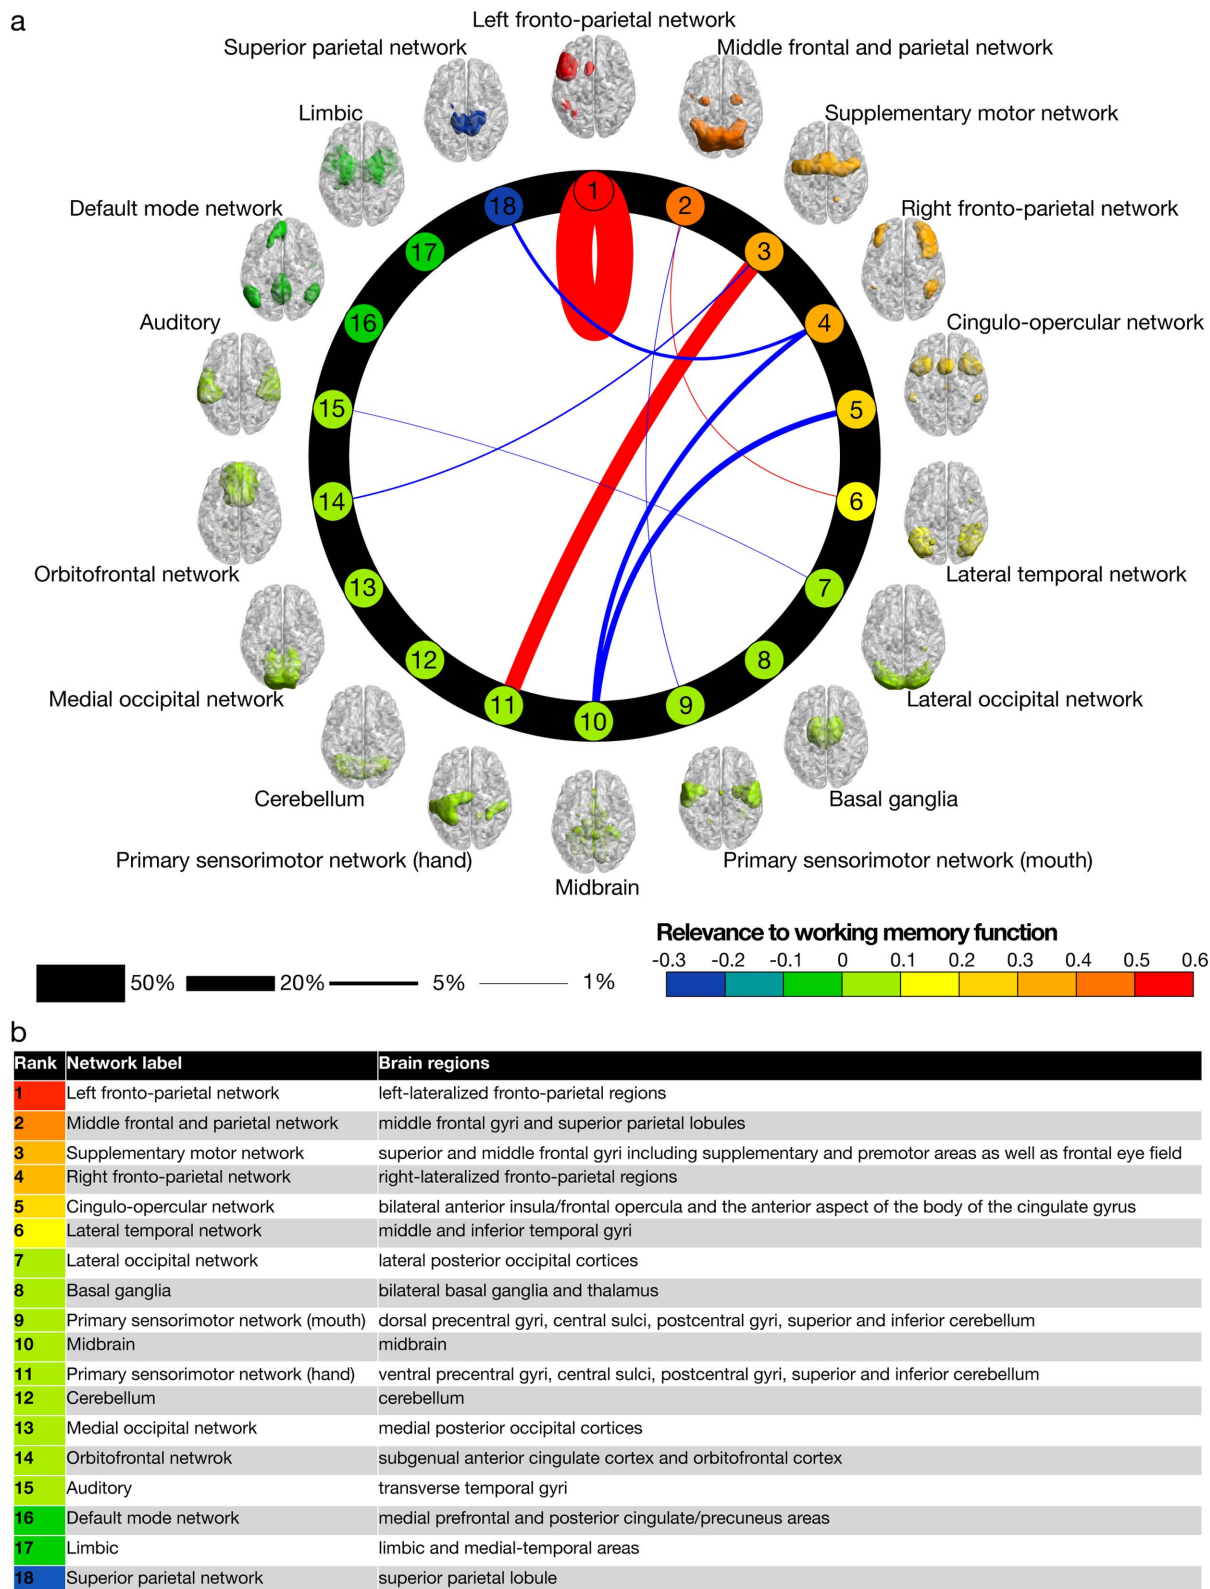 a
Left fronto-parietal network
Superior parietal network
Middle frontal and parietal network
Limbic
Supplementary motor network
Default mode network
Right fronto-parietal network
Auditory
Cingulo-opercular network
Orbitofrontal network
Lateral temporal network
Medial occipital network
Lateral occipital network
Cerebellum
Basal ganglia
Primary sensorimotor network (hand)
Primary sensorimotor network (mouth)
Midbrain
1
2
3
4
5
6
7
8
9
10
11
12
13
14
15
16
17
18
50% 20% 5% 1%
Relevance to working memory function
-0.3 -0.2 -0.1 0 0.1 0.2 0.3 0.4 0.5 0.6
b
Rank Network label Brain regions
1 Left fronto-parietal network left-lateralized fronto-parietal regions
2 Middle frontal and parietal network middle frontal gyri and superior parietal lobules
3 Supplementary motor network superior and middle frontal gyri including supplementary and premotor areas as well as frontal eye field
4 Right fronto-parietal network right-lateralized fronto-parietal regions
5 Cingulo-opercular network bilateral anterior insula/frontal opercula and the anterior aspect of the body of the cingulate gyrus
6 Lateral temporal network middle and inferior temporal gyri
7 Lateral occipital network lateral posterior occipital cortices
8 Basal ganglia bilateral basal ganglia and thalamus
9 Primary sensorimotor network (mouth) dorsal precentral gyri, central sulci, postcentral gyri, superior and inferior cerebellum
10 Midbrain midbrain
11 Primary sensorimotor network (hand) ventral precentral gyri, central sulci, postcentral gyri, superior and inferior cerebellum
12 Cerebellum cerebellum
13 Medial occipital network medial posterior occipital cortices
14 Orbitofrontal netwrok subgenual anterior cingulate cortex and orbitofrontal cortex
15 Auditory transverse temporal gyri
16 Default mode network medial prefrontal and posterior cingulate/precuneus areas
17 Limbic limbic and medial-temporal areas
18 Superior parietal network superior parietal lobule